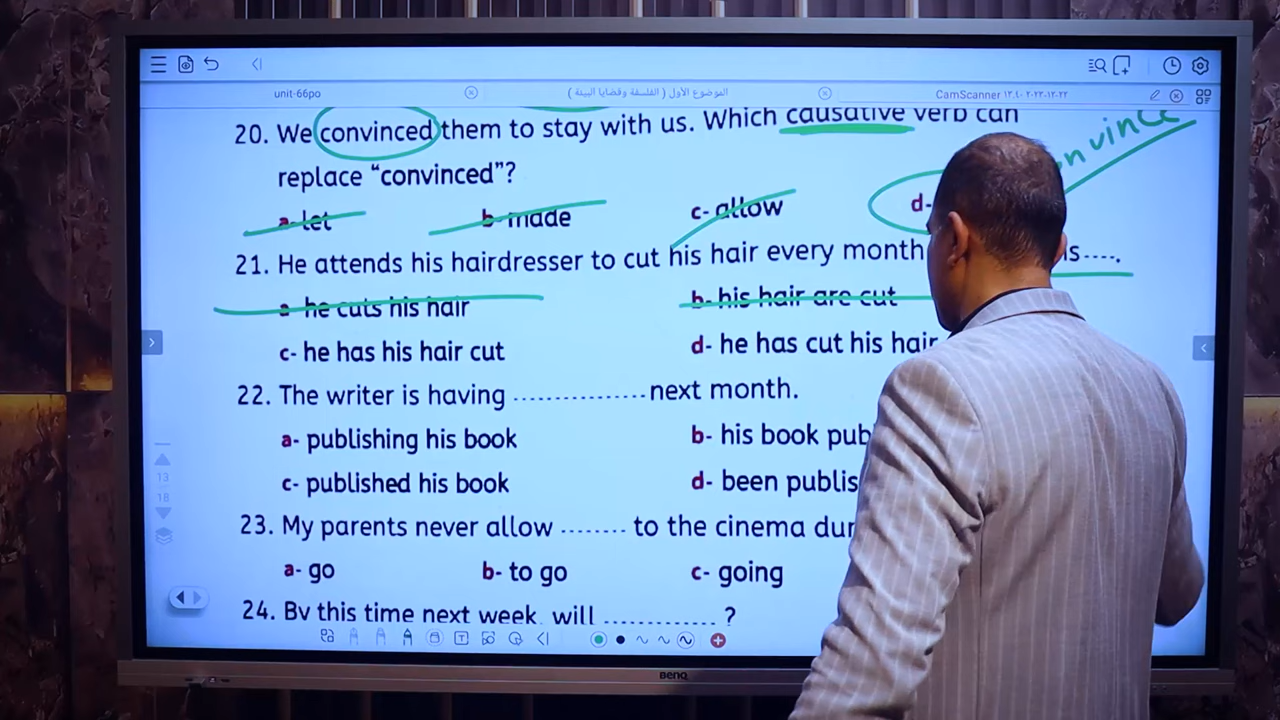 unit-66po
الموضوع الأول ( الفلسفة وقضايا البيئة )
CamScanner
20. We convinced them to stay with us. Which causative verb can
replace “convinced”?
a- let b- made c- allow d-
21. He attends his hairdresser to cut his hair every month
a- he cuts his hair b- his hair are cut
c- he has his hair cut d- he has cut his hair
22. The writer is having .................... next month.
a- publishing his book b- his book
c- published his book d- been
23. My parents never allow ........ to the cinema
a- go b- to go c- going
24. By this time next week, will .............. ?
13
18
BenQ